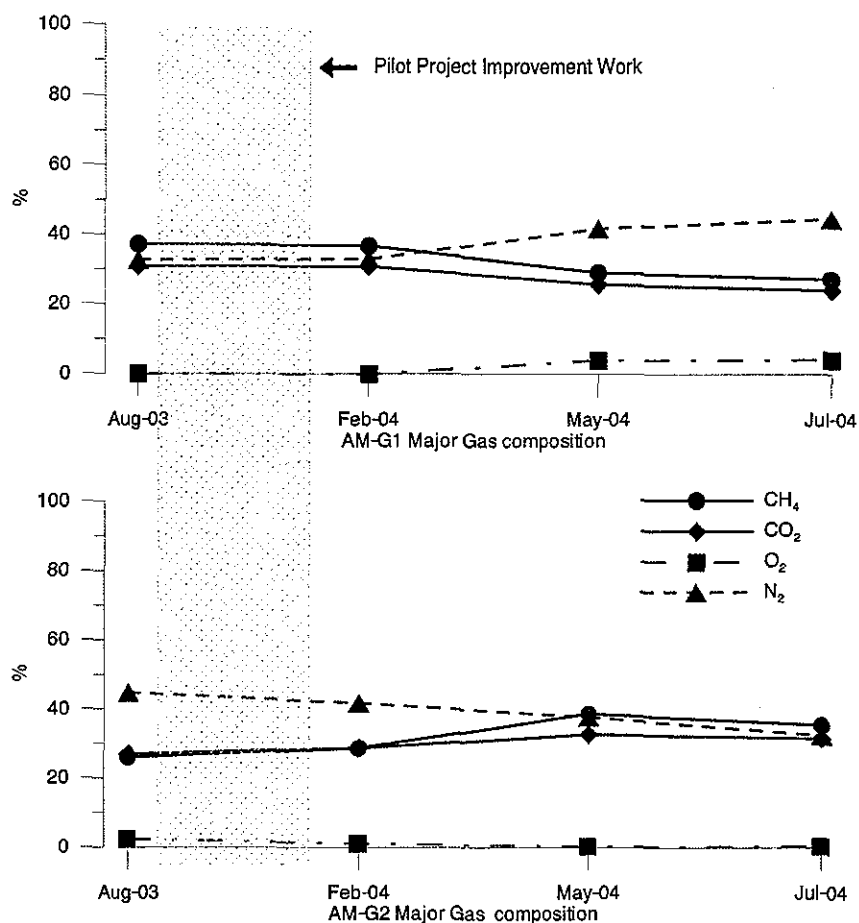 100
80
60
40
20
0
%
Pilot Project Improvement Work
Aug-03 Feb-04 May-04 Jul-04
AM-G1 Major Gas composition
100
80
60
40
20
0
%
CH₄
CO₂
O₂
N₂
Aug-03 Feb-04 May-04 Jul-04
AM-G2 Major Gas composition